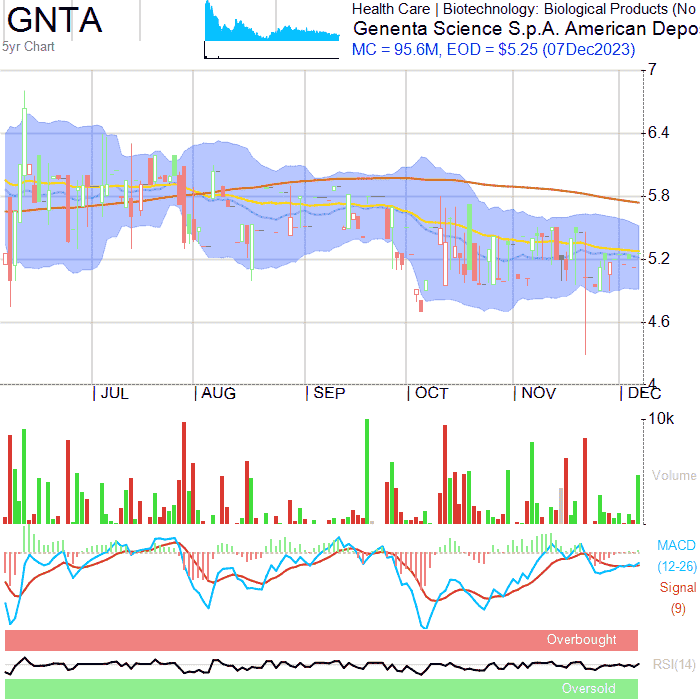 GNTA
5yr Chart
Health Care | Biotechnology: Biological Products (No
Genenta Science S.p.A. American Depo
MC = 95.6M, EOD = $5.25 (07Dec2023)
7
6.4
5.8
5.2
4.6
4
JUL AUG SEP OCT NOV DEC
10k
Volume
MACD
(12-26)
Signal
(9)
Overbought
RSI(14)
Oversold